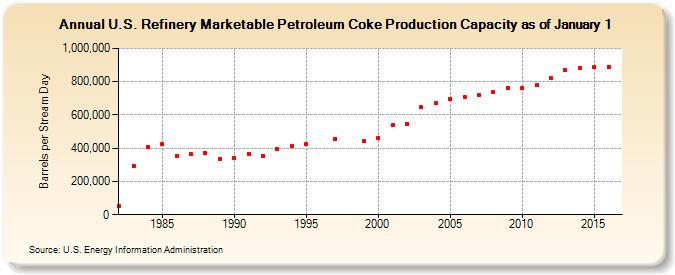 Annual U.S. Refinery Marketable Petroleum Coke Production Capacity as of January 1
Barrels per Stream Day
1,000,000
800,000
600,000
400,000
200,000
0
1985 1990 1995 2000 2005 2010 2015
Source: U.S. Energy Information Administration